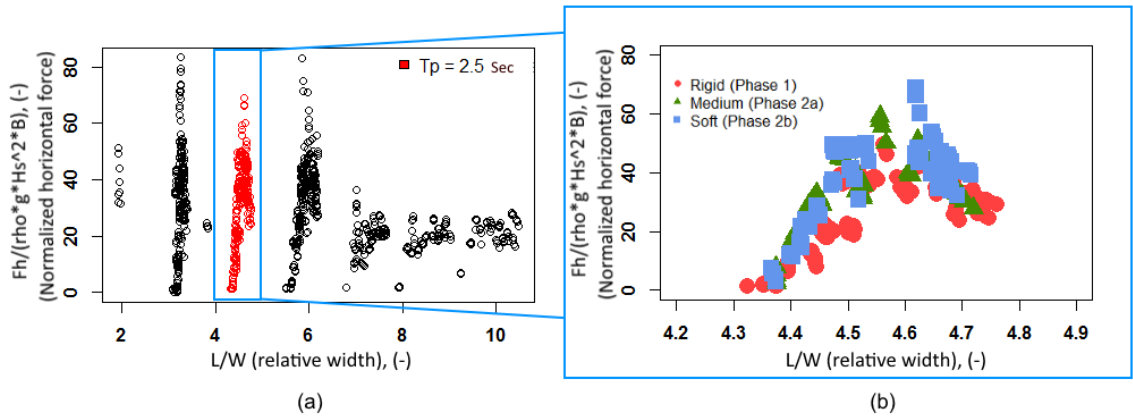 Fh/(rho*g*Hs^2*B), (-)
(Normalized horizontal force)
80
60
40
20
0
Tp = 2.5 Sec
2
4
6
8
10
L/W (relative width), (-)
(a)
Fh/(rho*g*Hs^2*B), (-)
(Normalized horizontal force)
80
60
40
20
0
Rigid (Phase 1)
Medium (Phase 2a)
Soft (Phase 2b)
4.2
4.3
4.4
4.5
4.6
4.7
4.8
4.9
L/W (relative width), (-)
(b)